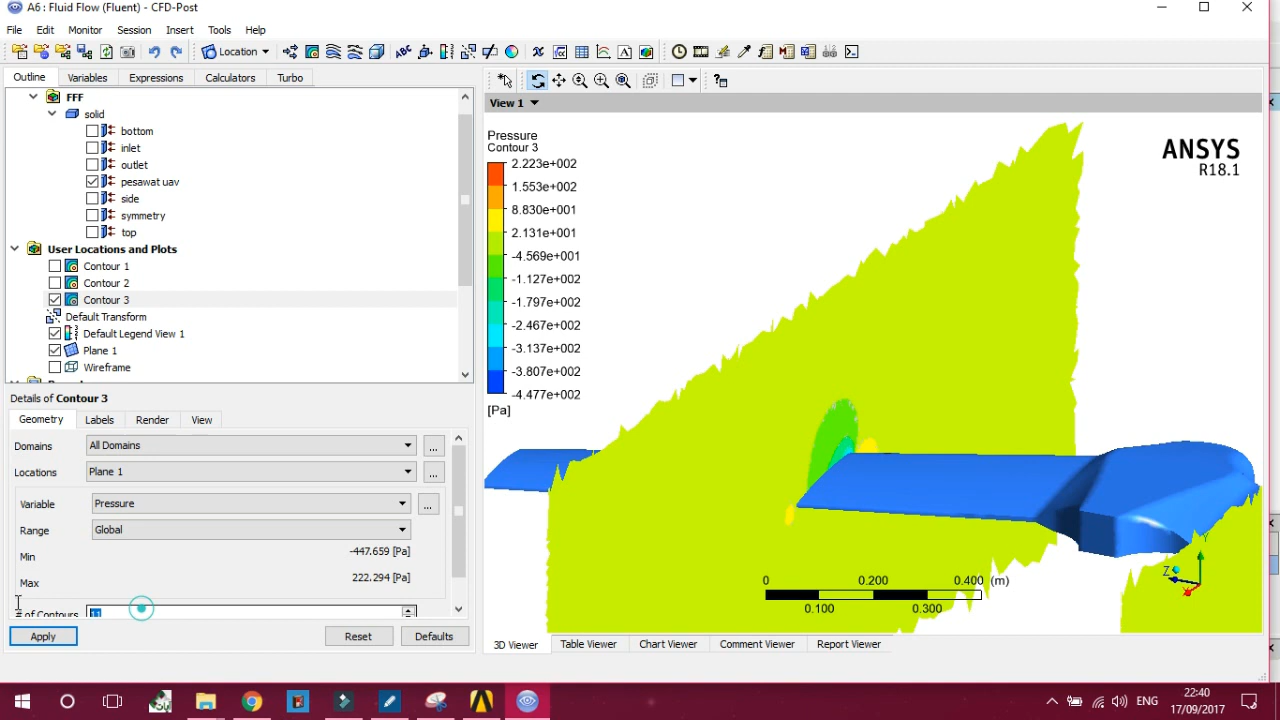 A6 : Fluid Flow (Fluent) - CFD-Post
File Edit Monitor Session Insert Tools Help
Location
Outline Variables Expressions Calculators Turbo
FFF
solid
bottom
inlet
outlet
pesawat uav
side
symmetry
top
User Locations and Plots
Contour 1
Contour 2
Contour 3
Default Transform
Default Legend View 1
Plane 1
Wireframe
Details of Contour 3
Geometry Labels Render View
Domains All Domains ...
Locations Plane 1 ...
Variable Pressure ...
Range Global
Min -447.659 [Pa]
Max 222.294 [Pa]
# of Contours 11
Apply Reset Defaults
View 1
Pressure
Contour 3
2.223e+002
1.553e+002
8.830e+001
2.131e+001
-4.569e+001
-1.127e+002
-1.797e+002
-2.467e+002
-3.137e+002
-3.807e+002
-4.477e+002
[Pa]
ANSYS
R18.1
0 0.200 0.400 (m)
0.100 0.300
Z
3D Viewer Table Viewer Chart Viewer Comment Viewer Report Viewer
ENG
22:40
17/09/2017